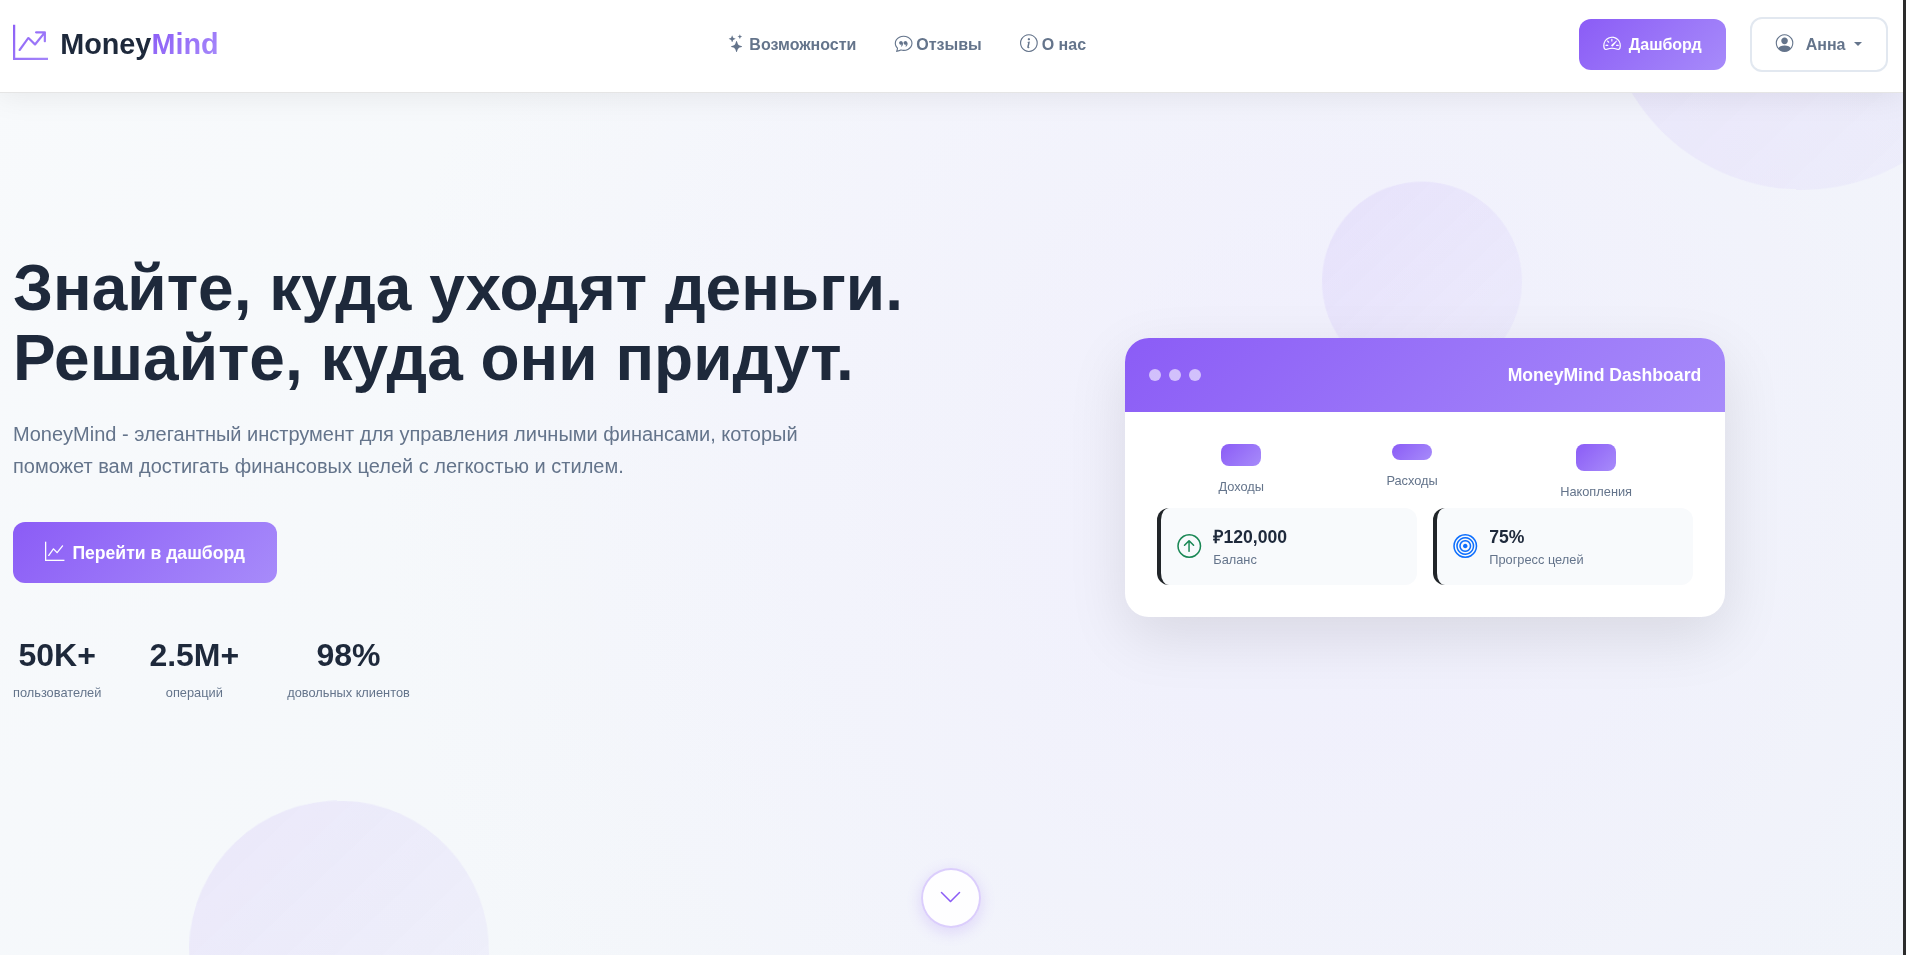 MoneyMind
Возможности
Отзывы
О нас
Дашборд
Анна
Знайте, куда уходят деньги.
Решайте, куда они придут.
MoneyMind - элегантный инструмент для управления личными финансами, который
поможет вам достигать финансовых целей с легкостью и стилем.
Перейти в дашборд
50K+
пользователей
2.5M+
операций
98%
довольных клиентов
MoneyMind Dashboard
Доходы
Расходы
Накопления
₽120,000
Баланс
75%
Прогресс целей